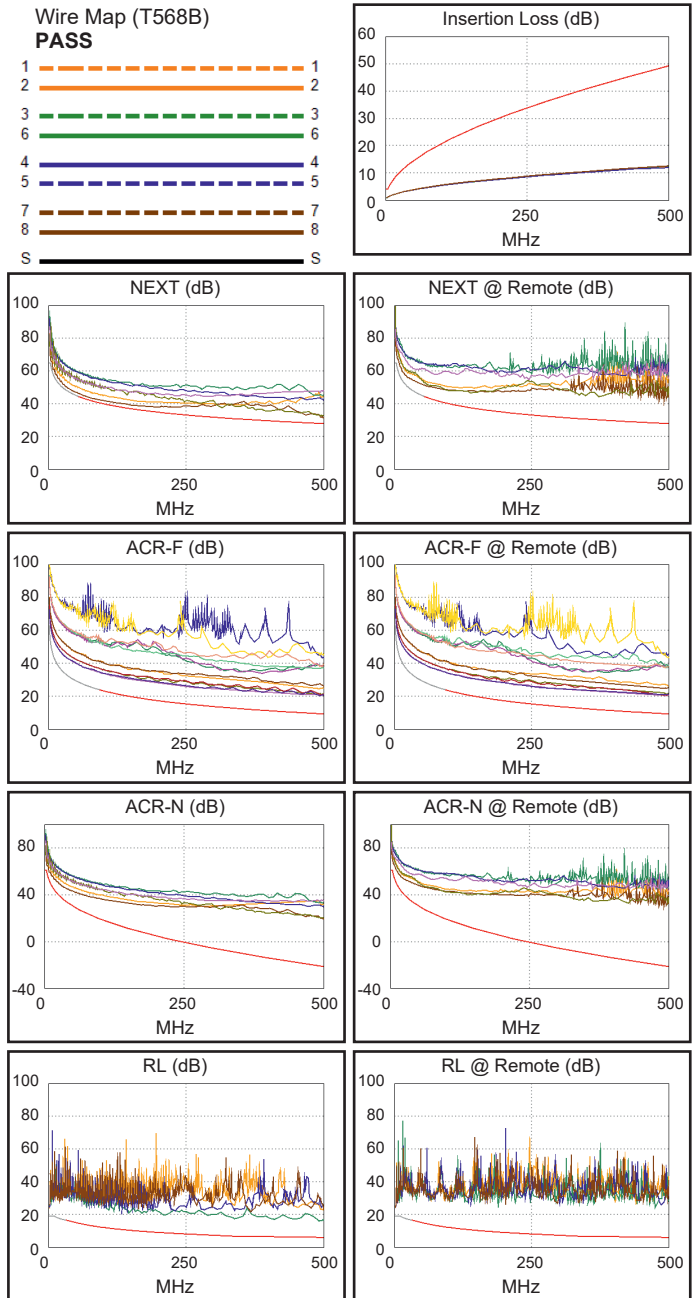 Wire Map (T568B)
PASS
1 1
2 2
3 3
6 6
4 4
5 5
7 7
8 8
S S
Insertion Loss (dB)
60
50
40
30
20
10
0
0 250 500
MHz
NEXT (dB)
100
80
60
40
20
0
0 250 500
MHz
NEXT @ Remote (dB)
100
80
60
40
20
0
0 250 500
MHz
ACR-F (dB)
100
80
60
40
20
0
0 250 500
MHz
ACR-F @ Remote (dB)
100
80
60
40
20
0
0 250 500
MHz
ACR-N (dB)
80
40
0
-40
0 250 500
MHz
ACR-N @ Remote (dB)
80
40
0
-40
0 250 500
MHz
RL (dB)
100
80
60
40
20
0
0 250 500
MHz
RL @ Remote (dB)
100
80
60
40
20
0
0 250 500
MHz